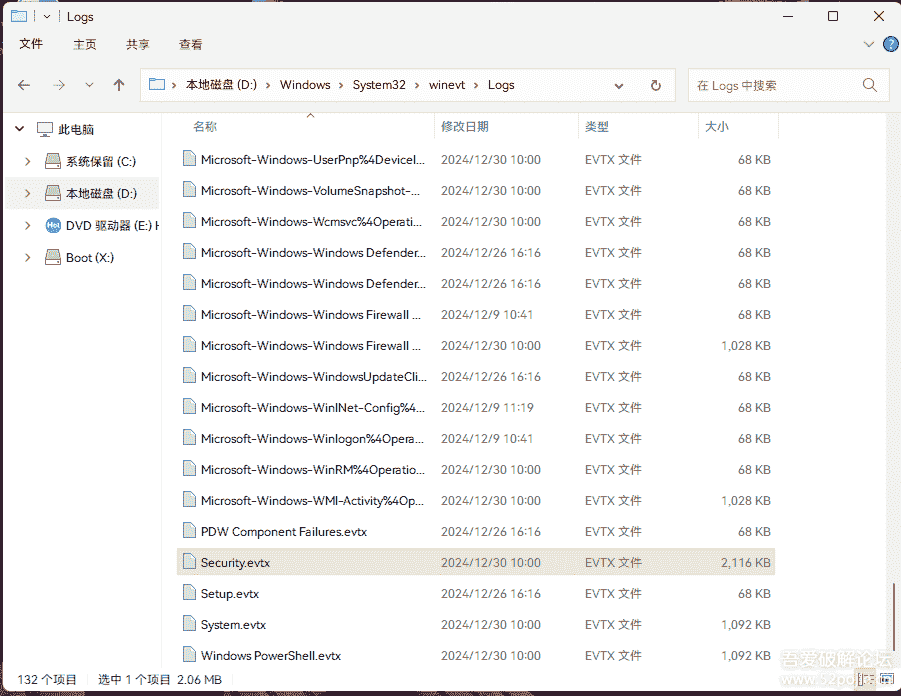 Logs
文件 主页 共享 查看
本地磁盘 (D:) Windows System32 winevt Logs 在 Logs 中搜索
此电脑
系统保留 (C:)
本地磁盘 (D:)
DVD 驱动器 (E:)
Boot (X:)
名称 修改日期 类型 大小
Microsoft-Windows-UserPnp%4DeviceI... 2024/12/30 10:00 EVTX 文件 68 KB
Microsoft-Windows-VolumeSnapshot-... 2024/12/30 10:00 EVTX 文件 68 KB
Microsoft-Windows-Wcmsvc%4Operati... 2024/12/30 10:00 EVTX 文件 68 KB
Microsoft-Windows-Windows Defender... 2024/12/26 16:16 EVTX 文件 68 KB
Microsoft-Windows-Windows Defender... 2024/12/26 16:16 EVTX 文件 68 KB
Microsoft-Windows-Windows Firewall ... 2024/12/9 10:41 EVTX 文件 68 KB
Microsoft-Windows-Windows Firewall ... 2024/12/30 10:00 EVTX 文件 1,028 KB
Microsoft-Windows-WindowsUpdateCli... 2024/12/26 16:16 EVTX 文件 68 KB
Microsoft-Windows-WinINet-Config%4... 2024/12/9 11:19 EVTX 文件 68 KB
Microsoft-Windows-Winlogon%4Opera... 2024/12/9 10:41 EVTX 文件 68 KB
Microsoft-Windows-WinRM%4Operatio... 2024/12/30 10:00 EVTX 文件 68 KB
Microsoft-Windows-WMI-Activity%4Op... 2024/12/30 10:00 EVTX 文件 1,028 KB
PDW Component Failures.evtx 2024/12/26 16:16 EVTX 文件 68 KB
Security.evtx 2024/12/30 10:00 EVTX 文件 2,116 KB
Setup.evtx 2024/12/26 16:16 EVTX 文件 68 KB
System.evtx 2024/12/30 10:00 EVTX 文件 1,092 KB
Windows PowerShell.evtx 2024/12/30 10:00 EVTX 文件 1,092 KB
132 个项目 选中 1 个项目 2.06 MB
吾爱破解论坛